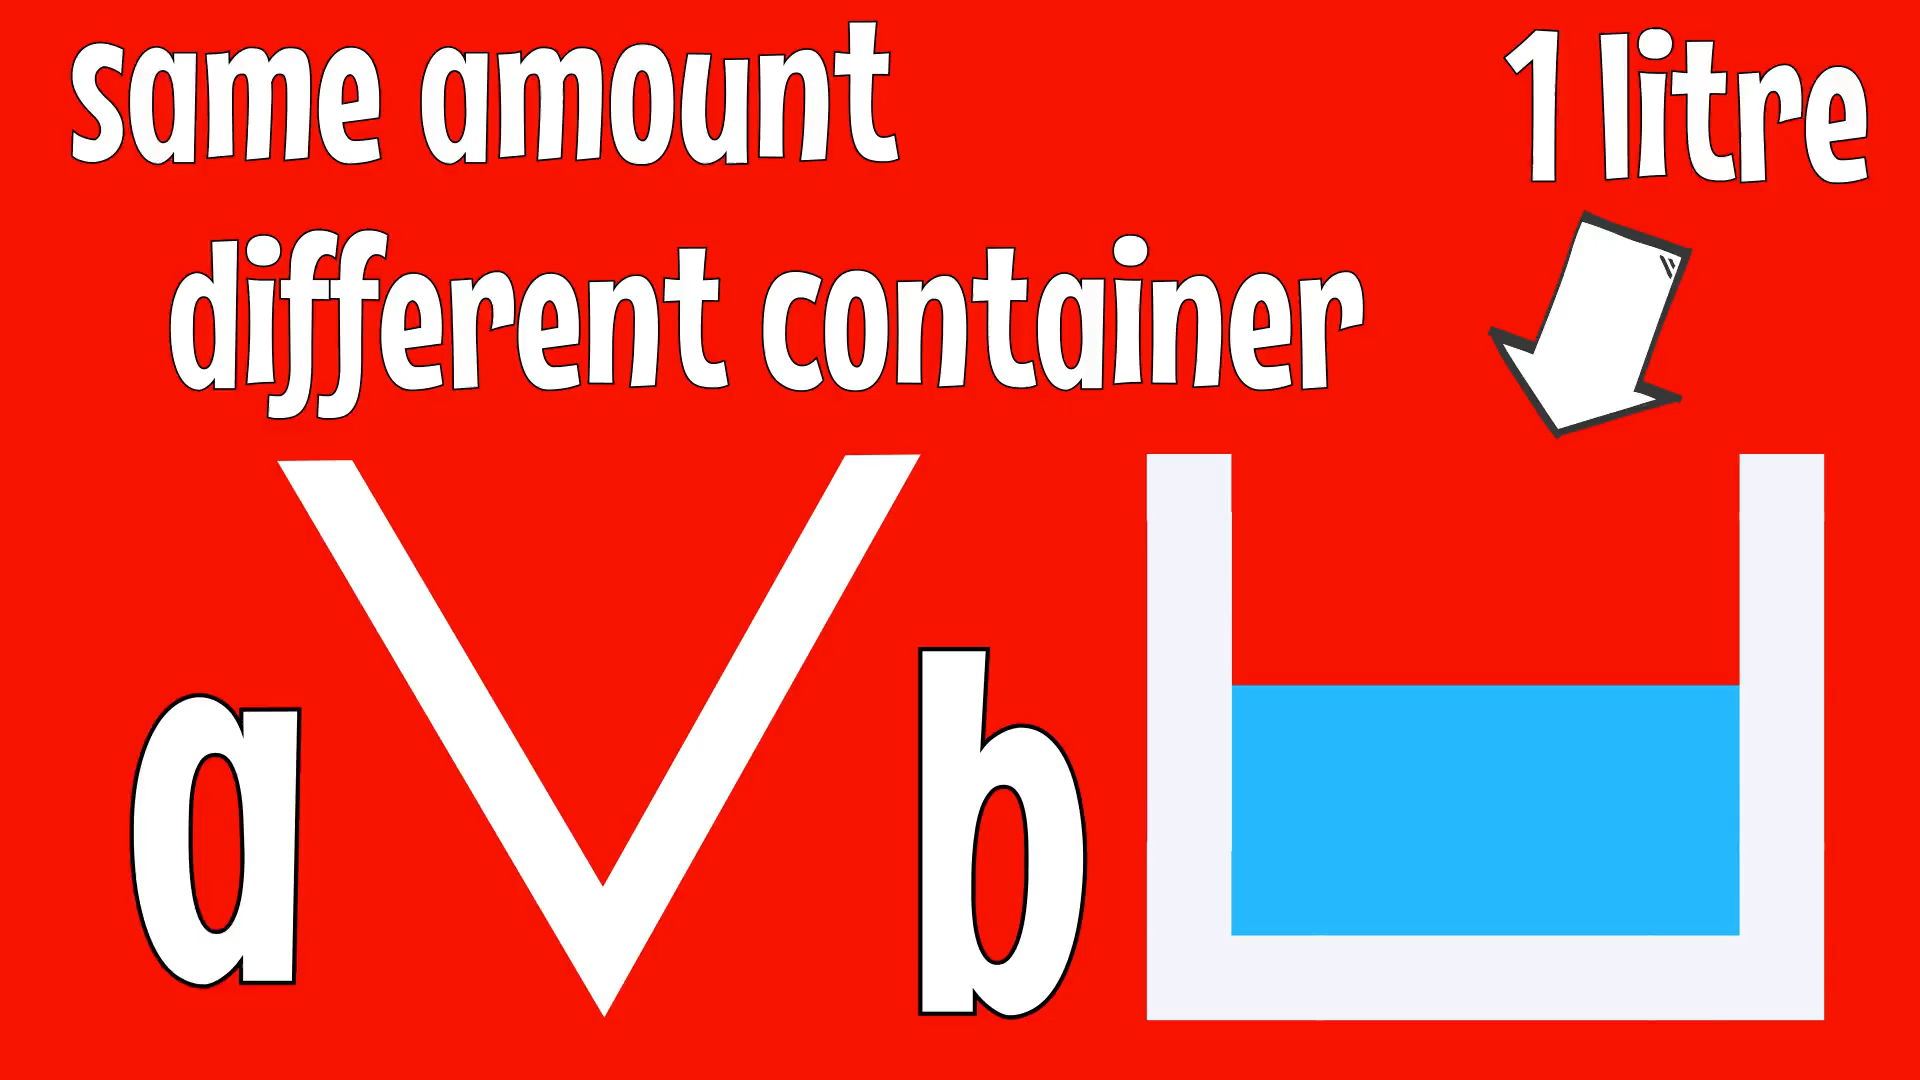 same amount
1 litre
different container
a
b